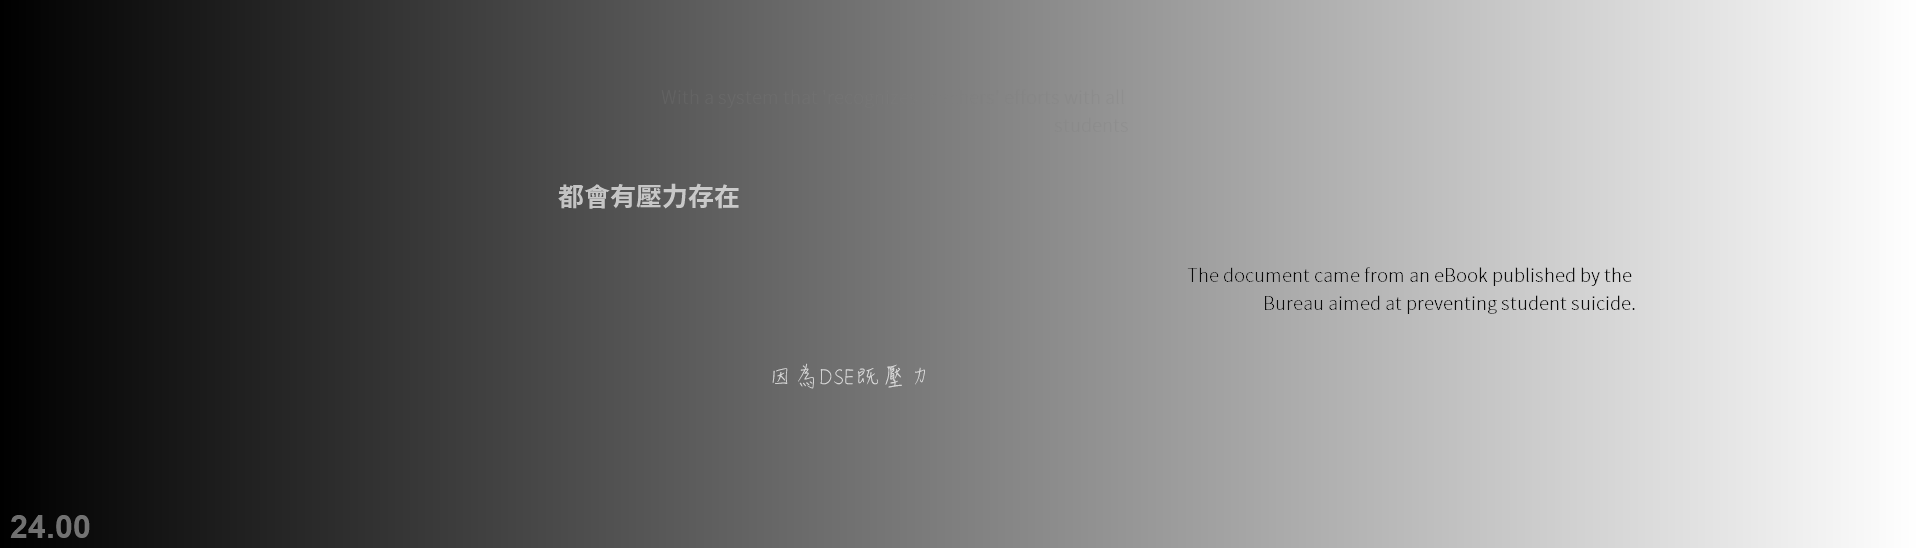 With a system that efforts with all
students
都會有壓力存在
The document came from an eBook published by the
Bureau aimed at preventing student suicide.
因為DSE既壓力
24.00